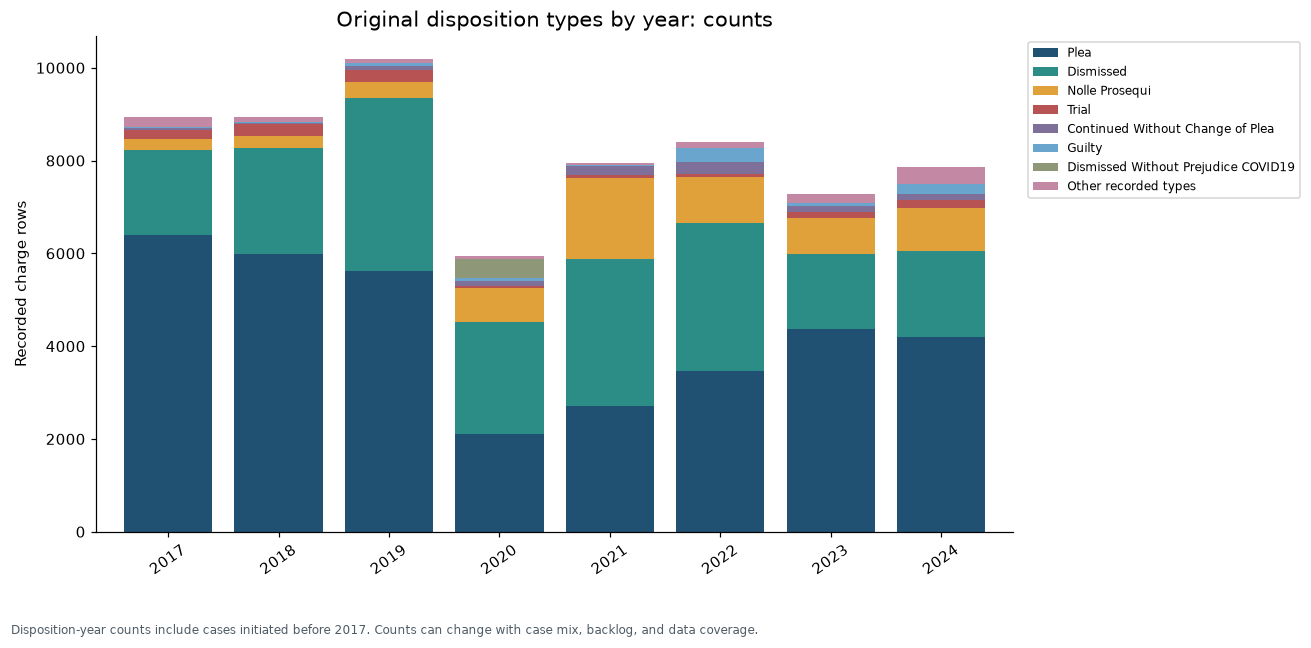 Original disposition types by year: counts
Plea
Dismissed
Nolle Prosequi
Trial
Continued Without Change of Plea
Guilty
Dismissed Without Prejudice COVID19
Other recorded types
Recorded charge rows
10000
8000
6000
4000
2000
0
2017 2018 2019 2020 2021 2022 2023 2024
Disposition-year counts include cases initiated before 2017. Counts can change with case mix, backlog, and data coverage.